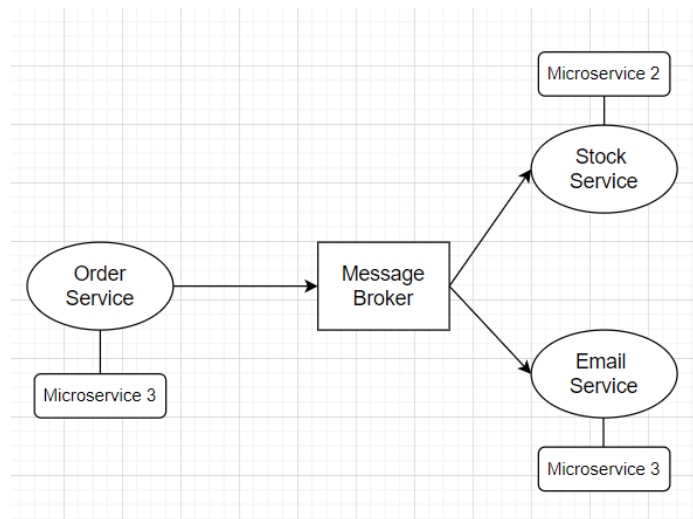 Microservice 2
Stock
Service
Order
Service
Message
Broker
Microservice 3
Email
Service
Microservice 3